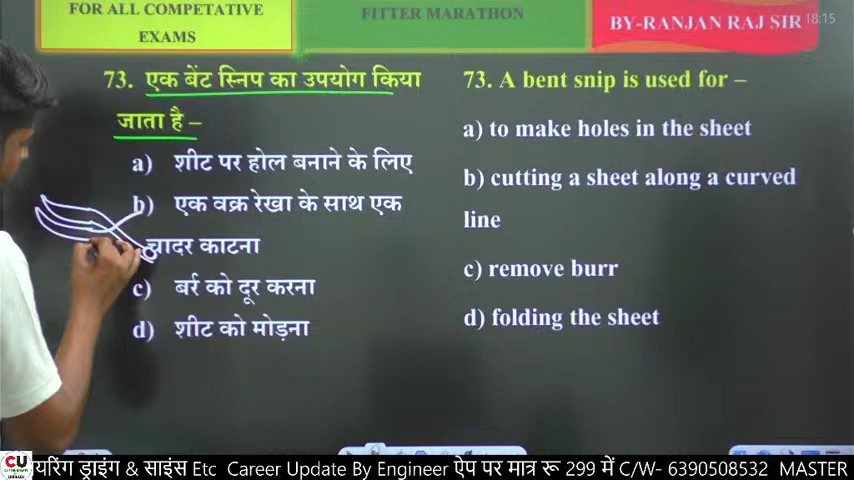 FOR ALL COMPETATIVE
EXAMS
FITTER MARATHON
BY-RANJAN RAJ SIR
18:15
73. एक बेंट स्निप का उपयोग किया
जाता है –
a) शीट पर होल बनाने के लिए
b) एक वक्र रेखा के साथ एक
चादर काटना
c) बर्र को दूर करना
d) शीट को मोड़ना
73. A bent snip is used for –
a) to make holes in the sheet
b) cutting a sheet along a curved
line
c) remove burr
d) folding the sheet
CU
यरिंग ड्राइंग & साइंस Etc Career Update By Engineer ऐप पर मात्र रू 299 में C/W- 6390508532 MASTER